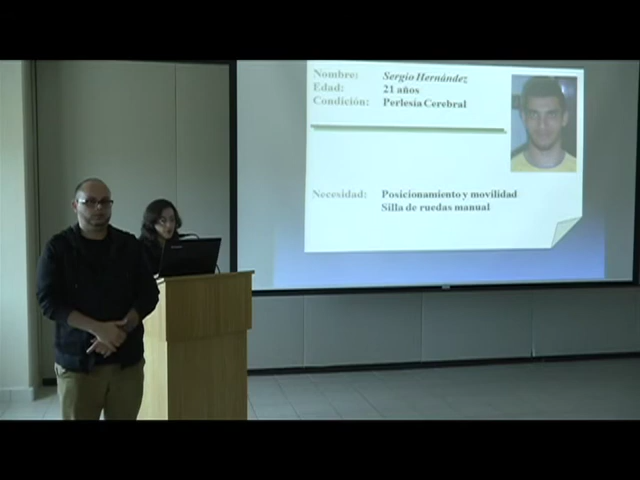 Nombre: Sergio Hernández
Edad: 21 años
Condición: Perlesía Cerebral
Necesidad: Posicionamiento y movilidad
Silla de ruedas manual